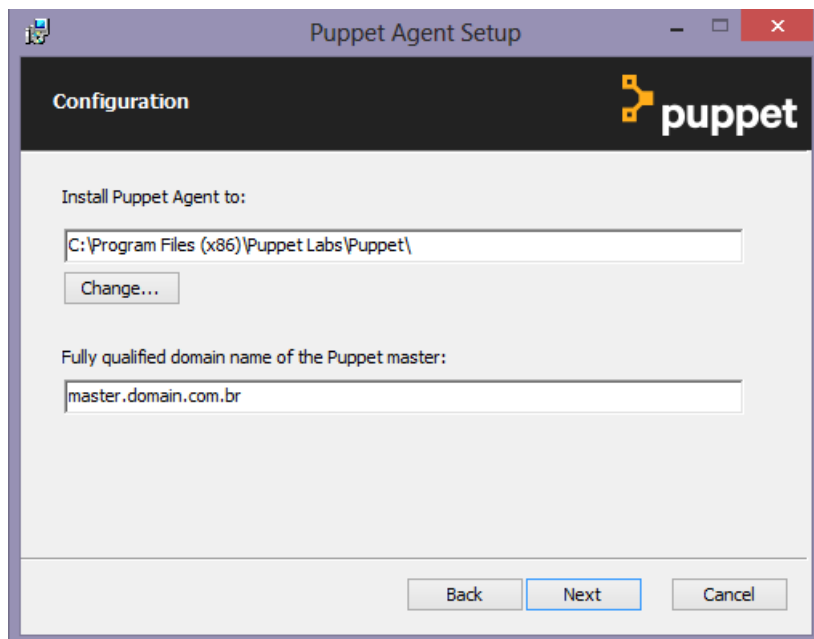 Puppet Agent Setup
Configuration
puppet
Install Puppet Agent to:
C:\Program Files (x86)\Puppet Labs\Puppet\
Change...
Fully qualified domain name of the Puppet master:
master.domain.com.br
Back
Next
Cancel